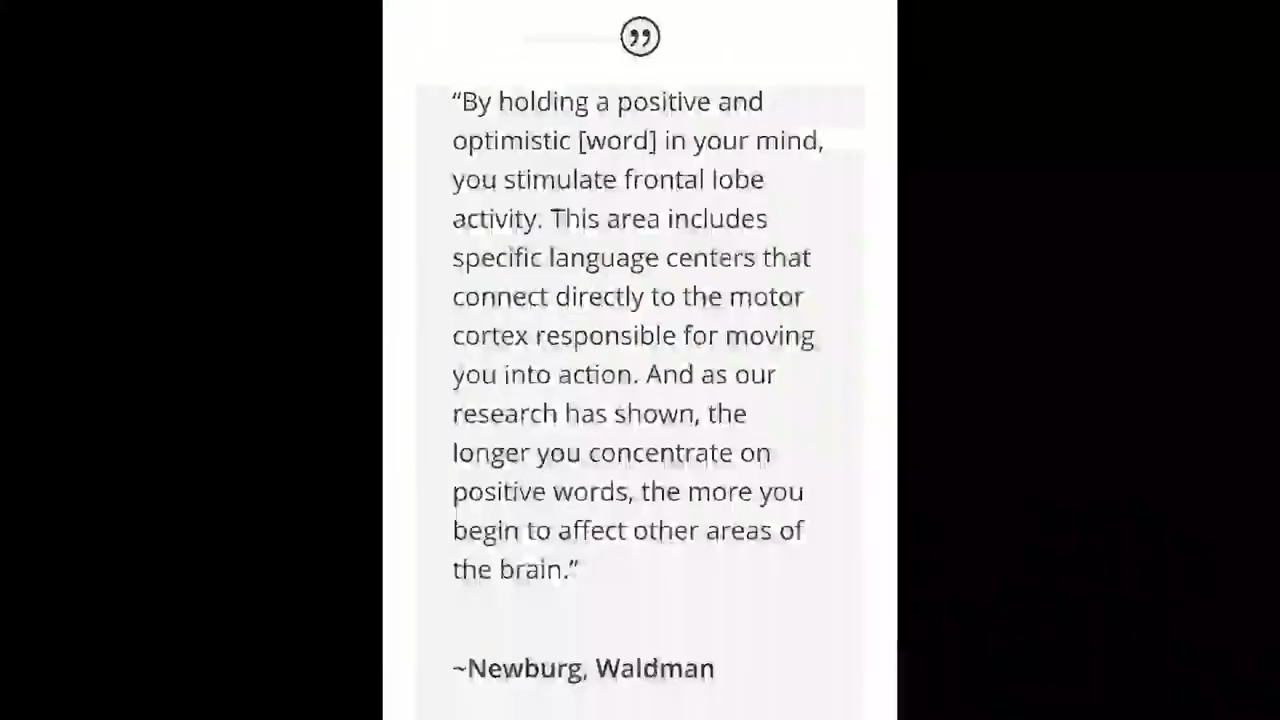 “By holding a positive and
optimistic [word] in your mind,
you stimulate frontal lobe
activity. This area includes
specific language centers that
connect directly to the motor
cortex responsible for moving
you into action. And as our
research has shown, the
longer you concentrate on
positive words, the more you
begin to affect other areas of
the brain.”
~Newburg, Waldman